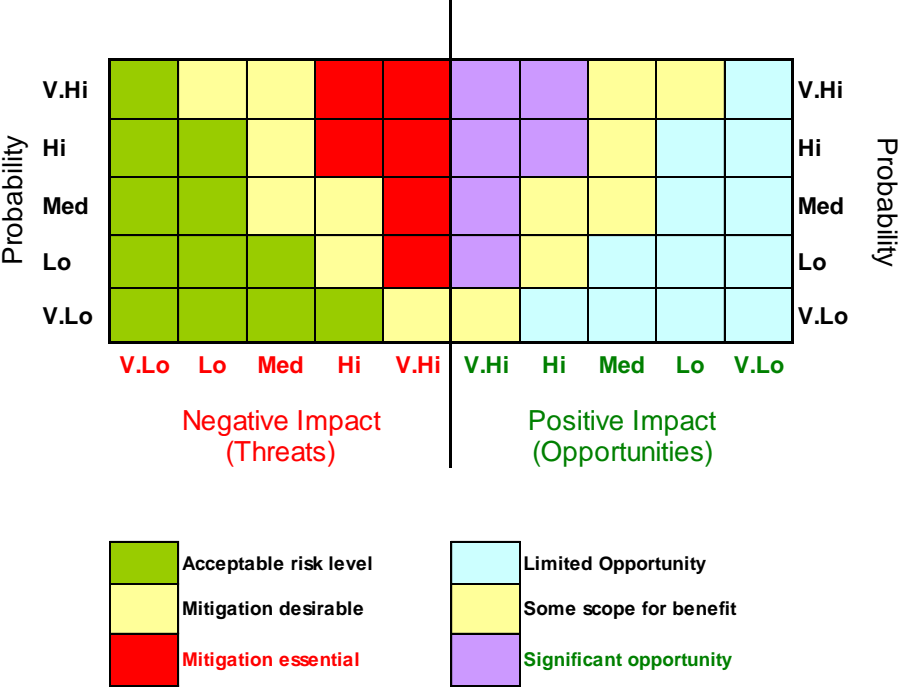 Probability
V.Hi
Hi
Med
Lo
V.Lo
V.Hi
Hi
Med
Lo
V.Lo
Probability
V.Lo Lo Med Hi V.Hi V.Hi Hi Med Lo V.Lo
Negative Impact
(Threats)
Positive Impact
(Opportunities)
Acceptable risk level
Mitigation desirable
Mitigation essential
Limited Opportunity
Some scope for benefit
Significant opportunity